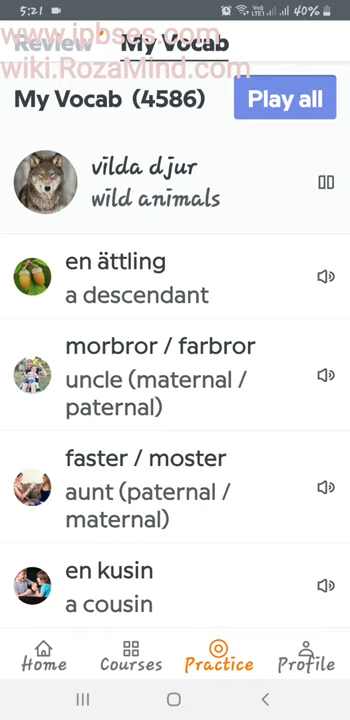 5:21
VoD
LTE1
40%
www.ipbses.com
Review
My Vocab
wiki.RozaMind.com
My Vocab (4586)
Play all
vilda djur
wild animals
en ättling
a descendant
morbror / farbror
uncle (maternal /
paternal)
faster / moster
aunt (paternal /
maternal)
en kusin
a cousin
Home
Courses
Practice
Profile